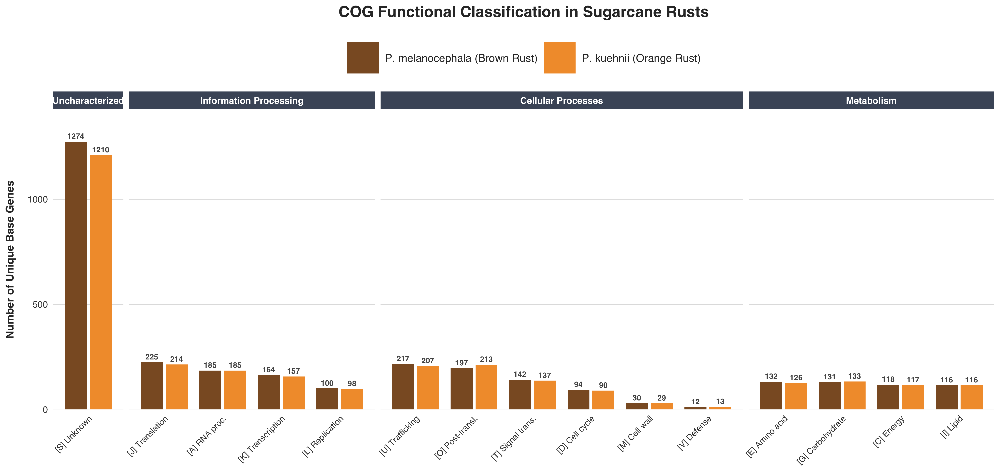 COG Functional Classification in Sugarcane Rusts
P. melanocephala (Brown Rust) P. kuehnii (Orange Rust)
Uncharacterized Information Processing Cellular Processes Metabolism
Number of Unique Base Genes
1000
500
0
1274 1210
225 214 185 185 164 157 100 98
217 207 197 213 142 137 94 90 30 29 12 13
132 126 131 133 118 117 116 116
[S] Unknown
[J] Translation
[A] RNA proc.
[K] Transcription
[L] Replication
[U] Trafficking
[O] Post-transl.
[T] Signal trans.
[D] Cell cycle
[M] Cell wall
[V] Defense
[E] Amino acid
[G] Carbohydrate
[C] Energy
[I] Lipid